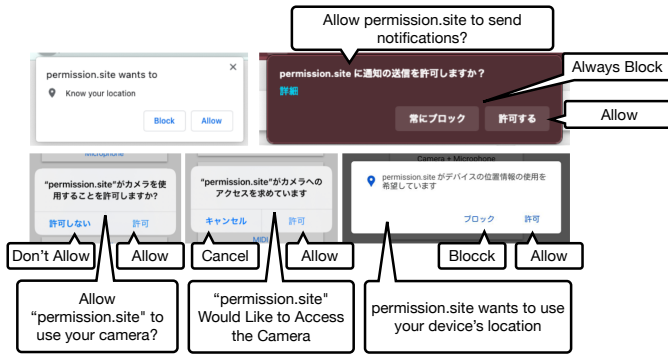 Allow permission.site to send
notifications?
permission.site wants to
×
Know your location
Block
Allow
permission.site に通知の送信を許可しますか？
詳細
常にブロック
許可する
Always Block
Allow
Microphone
"permission.site"がカメラを使
用することを許可しますか?
許可しない
許可
"permission.site"がカメラへの
アクセスを求めています
キャンセル
許可
MIDI
Camera + Microphone
permission.site がデバイスの位置情報の使用を
希望しています
ブロック
許可
Don't Allow
Allow
Cancel
Allow
Blocck
Allow
Allow
“permission.site" to
use your camera?
“permission.site"
Would Like to Access
the Camera
permission.site wants to use
your device's location